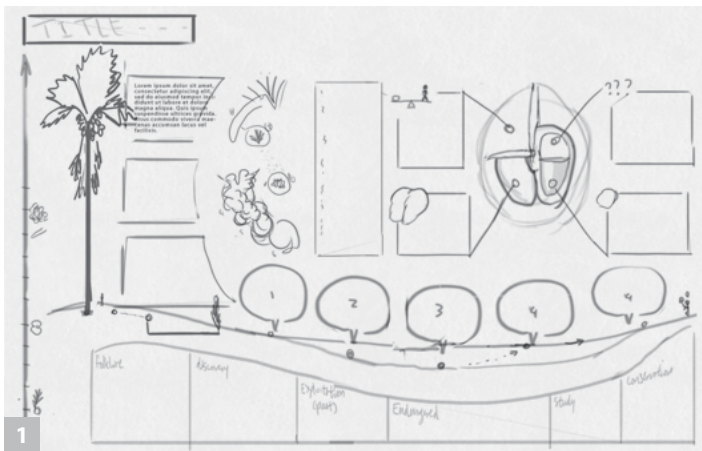 TITLE - - -
Lorem ipsum dolor sit amet,
consectetur adipiscing elit,
sed do eiusmod tempor inci-
didunt ut labore et dolore
magna aliqua. Quis ipsum
suspendisse ultrices gravida.
Risus commodo viverra mae-
cenas accumsan lacus vel
facilisis.
???
1
2
3
4
4
Folklore
discovery
Exploitation
(past)
Endangered
Study
conservation
1